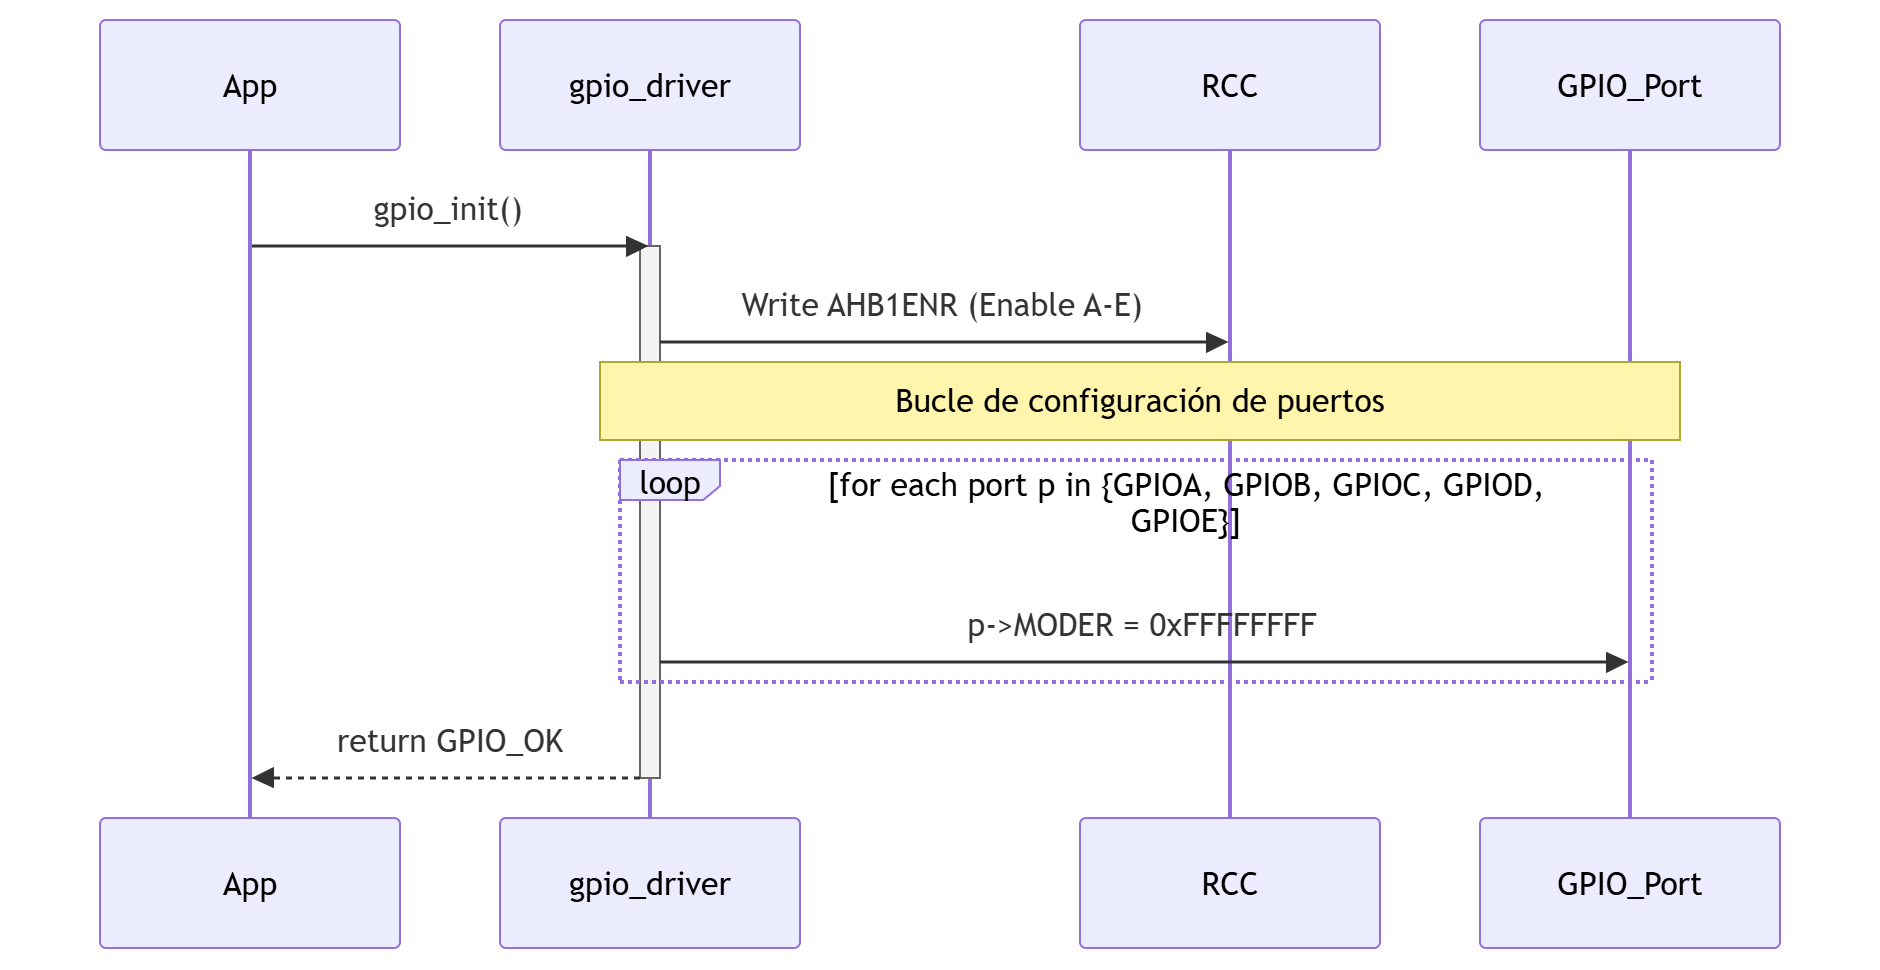 App
gpio_driver
RCC
GPIO_Port
gpio_init()
Write AHB1ENR (Enable A-E)
Bucle de configuración de puertos
loop
[for each port p in {GPIOA, GPIOB, GPIOC, GPIOD,
GPIOE}]
p->MODER = 0xFFFFFFFF
return GPIO_OK
App
gpio_driver
RCC
GPIO_Port